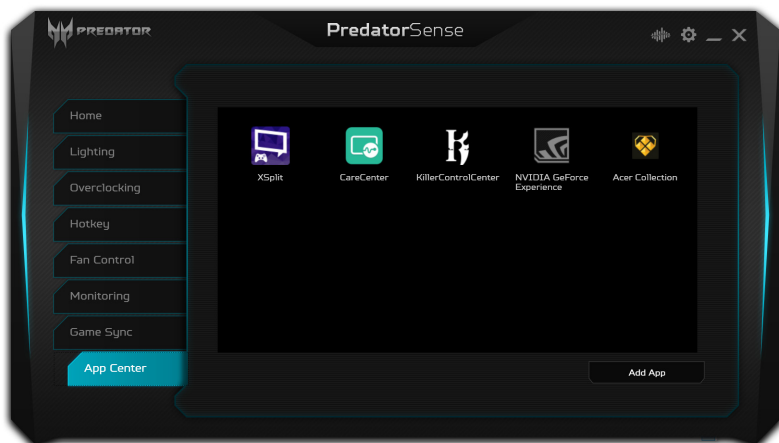 PREDATOR
PredatorSense
Home
Lighting
Overclocking
Hotkey
Fan Control
Monitoring
Game Sync
App Center
XSplit
CareCenter
KillerControlCenter
NVIDIA GeForce
Experience
Acer Collection
Add App